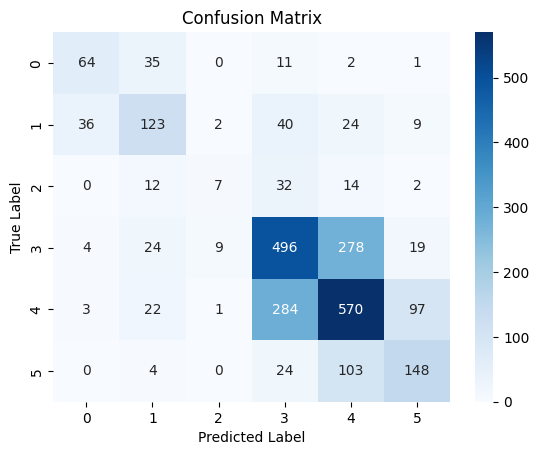 Confusion Matrix
0 64 35 0 11 2 1
1 36 123 2 40 24 9
2 0 12 7 32 14 2
3 4 24 9 496 278 19
4 3 22 1 284 570 97
5 0 4 0 24 103 148
0 1 2 3 4 5
True Label
Predicted Label
500
400
300
200
100
0